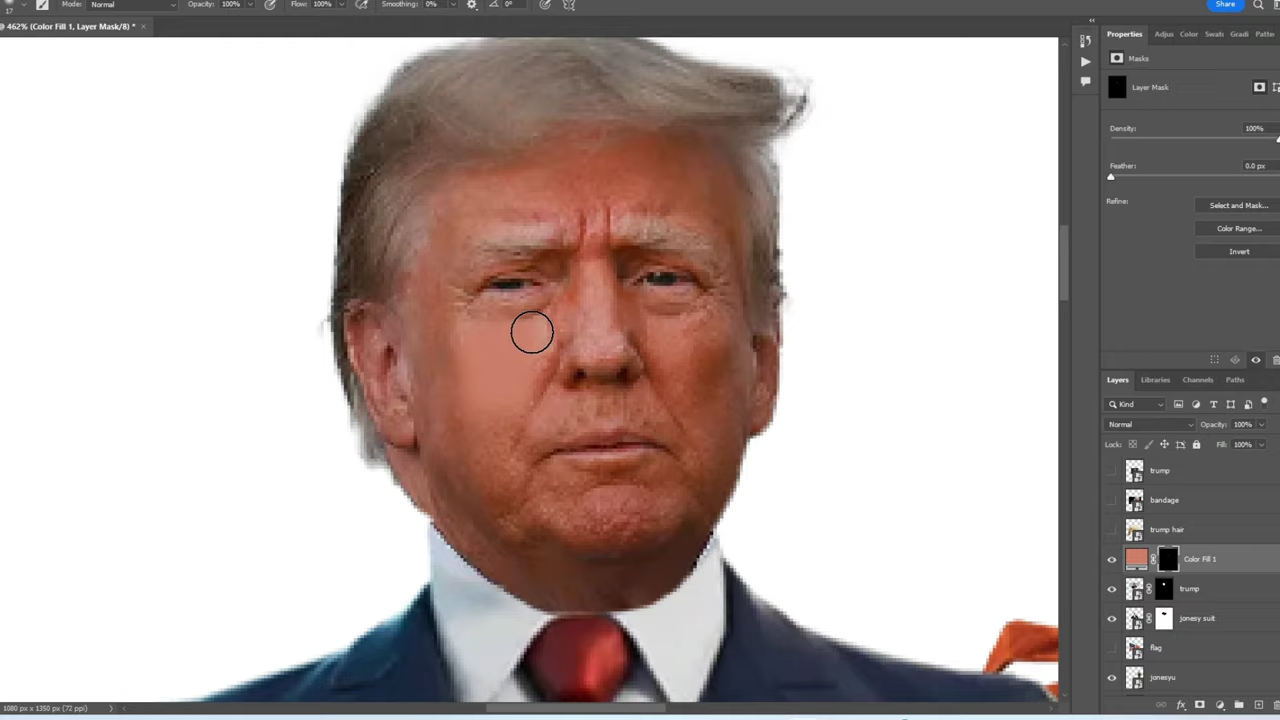 17 Mode: Normal Opacity: 100% Flow: 100% Smoothing: 0% 0° Share
462% (Color Fill 1, Layer Mask/8) * ×
Properties Adjus Color Swatc Gradi Patte
Masks
Layer Mask
Density: 100%
Feather: 0.0 px
Refine: Select and Mask...
Color Range...
Invert
Layers Libraries Channels Paths
Kind
Normal Opacity: 100%
Lock: Fill: 100%
trump
bandage
trump hair
Color Fill 1
trump
jonesy suit
flag
jonesyu
1080 px x 1350 px (72 ppi)